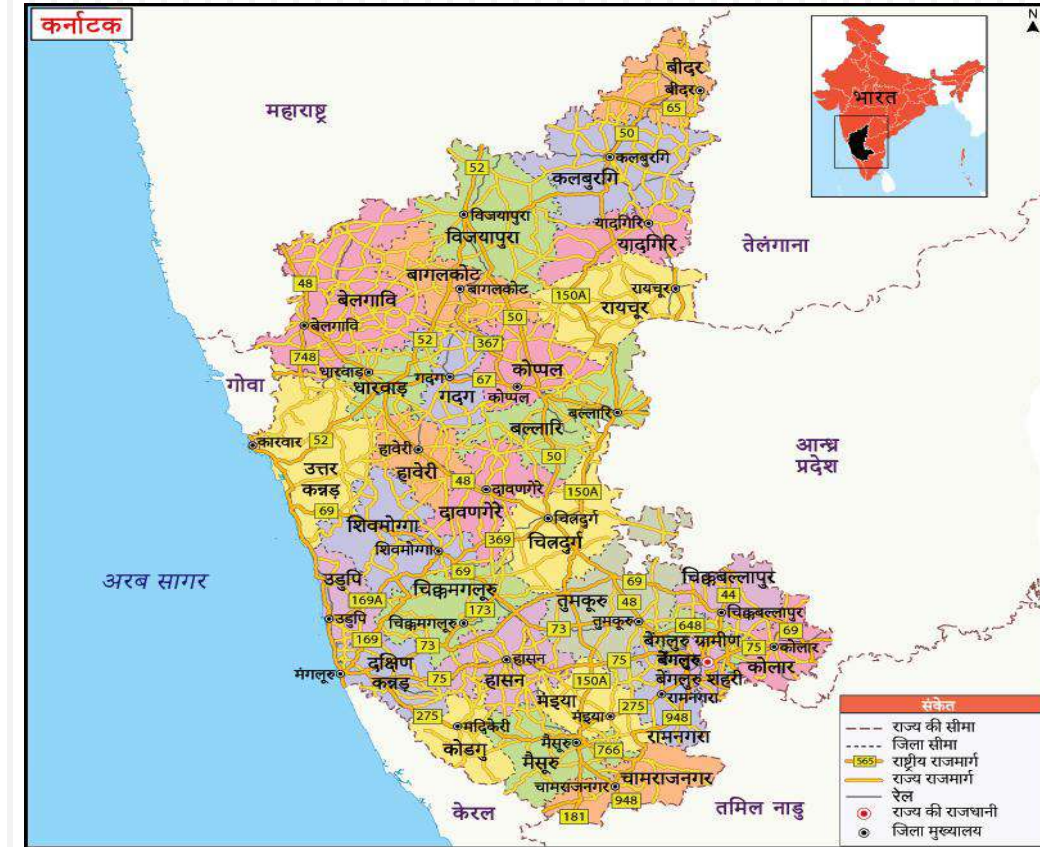 कर्नाटक
N
भारत
महाराष्ट्र
बीदर
बीदर
65
50
कलबुरगि
कलबुरगि
52
विजयापुरा
विजयापुरा
यादगिरि
यादगिरि
तेलंगाना
48
बागलकोट
बागलकोट
बेलगावि
150A
रायचूर
रायचूर
बेलगावि
50
52
367
748
धारवाड़
धारवाड़
गदग
गदग
67
कोप्पल
कोप्पल
गोवा
बल्लारि
बल्लारि
कारवार
52
हावेरी
हावेरी
50
आन्ध्र
प्रदेश
उत्तर
कन्नड़
48
दावणगेरे
दावणगेरे
150A
69
शिवमोग्गा
शिवमोग्गा
चित्रदुर्ग
चित्रदुर्ग
369
अरब सागर
उडुपि
उडुपि
169A
69
चिक्कमगलूरु
चिक्कमगलूरु
173
तुमकूरु
तुमकूरु
69
48
चिक्कबल्लापुर
44
चिक्कबल्लापुर
648
69
169
73
73
बेंगलुरु ग्रामीण
बेंगलुरु
बेंगलुरु शहरी
75
कोलार
कोलार
मंगलूरु
दक्षिण
कन्नड़
75
हासन
हासन
75
150A
रामनगरा
रामनगरा
मंइया
मंइया
275
948
275
मदिकेरी
कोडगु
मैसूरु
मैसूरु
766
चामराजनगर
चामराजनगर
948
181
केरल
तमिल नाडु
संकेत
राज्य की सीमा
जिला सीमा
565 राष्ट्रीय राजमार्ग
राज्य राजमार्ग
रेल
राज्य की राजधानी
जिला मुख्यालय